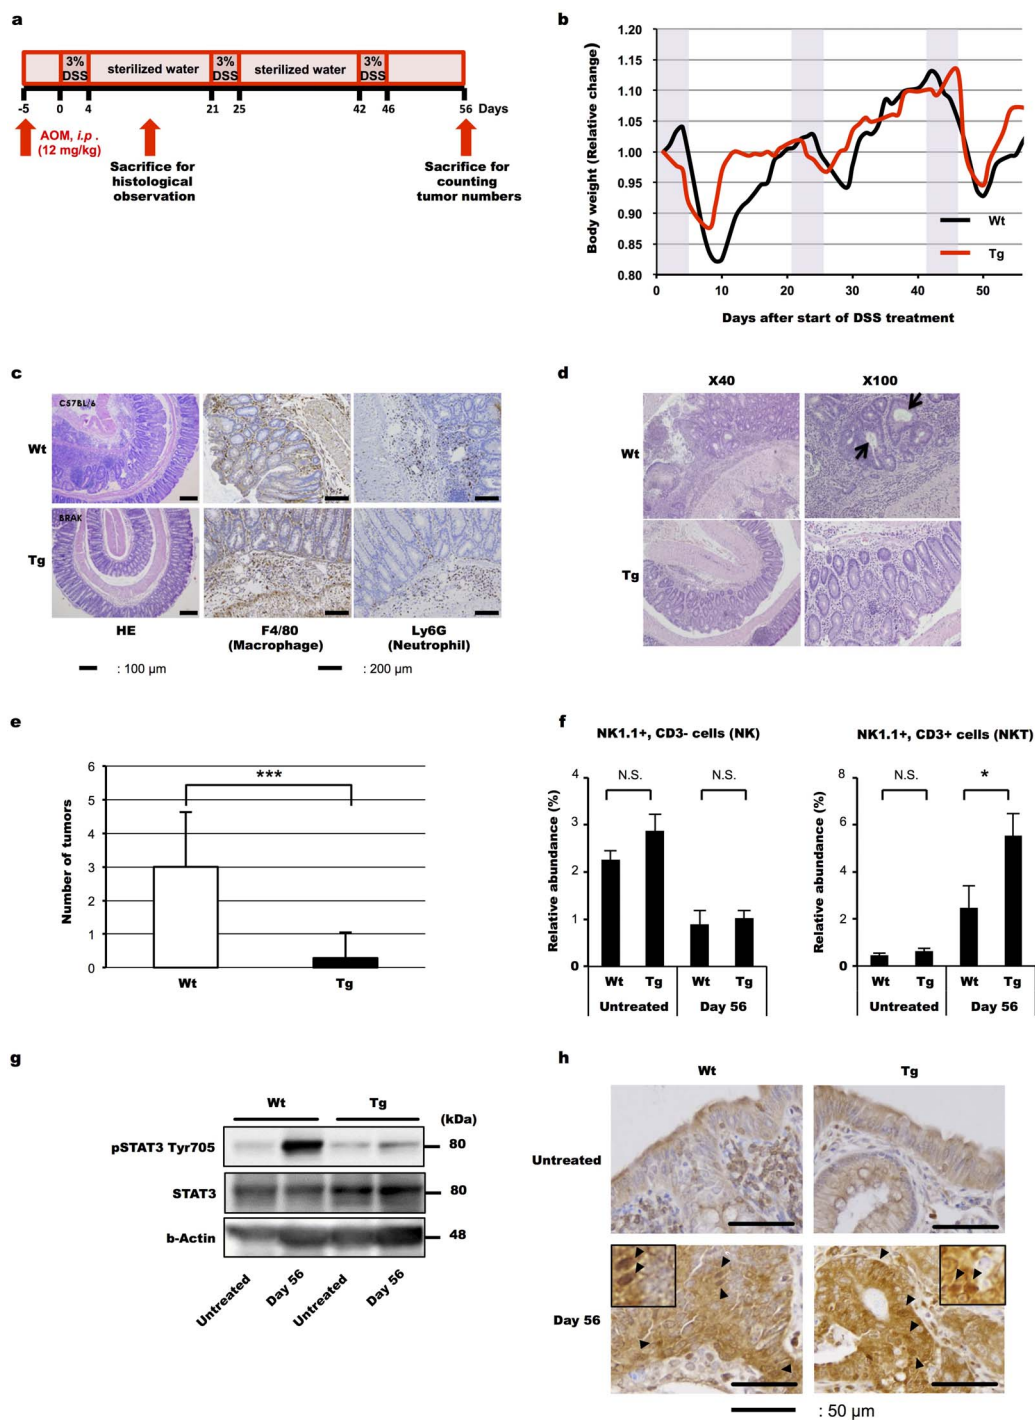 a
3%
DSS
sterilized water
3%
DSS
sterilized water
3%
DSS
-5 0 4 21 25 42 46 56 Days
AOM, i.p .
(12 mg/kg)
Sacrifice for
histological
observation
Sacrifice for
counting
tumor numbers
b
Body weight (Relative change)
1.20
1.15
1.10
1.05
1.00
0.95
0.90
0.85
0.80
Wt
Tg
0 10 20 30 40 50
Days after start of DSS treatment
c
C57BL/6
Wt
BRAK
Tg
HE
F4/80
(Macrophage)
Ly6G
(Neutrophil)
: 100 µm
: 200 µm
d
X40 X100
Wt
Tg
e
Number of tumors
6
5
4
3
2
1
0
***
Wt Tg
f
NK1.1+, CD3- cells (NK)
Relative abundance (%)
4
3
2
1
0
N.S. N.S.
Wt Tg Wt Tg
Untreated Day 56
NK1.1+, CD3+ cells (NKT)
Relative abundance (%)
8
6
4
2
0
N.S. *
Wt Tg Wt Tg
Untreated Day 56
g
Wt Tg (kDa)
pSTAT3 Tyr705 80
STAT3 80
b-Actin 48
Untreated Day 56 Untreated Day 56
h
Wt Tg
Untreated
Day 56
: 50 µm